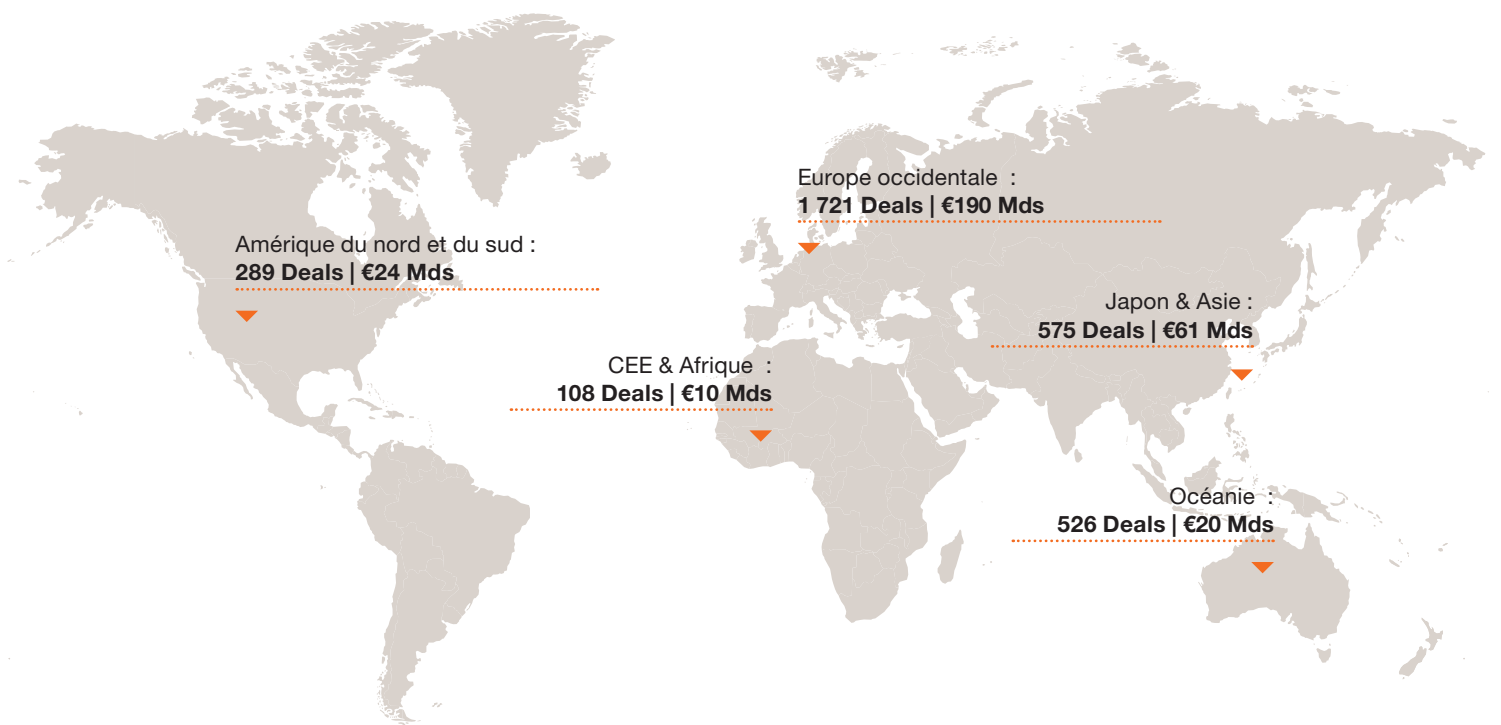 Europe occidentale :
1 721 Deals | €190 Mds
Amérique du nord et du sud :
289 Deals | €24 Mds
Japon & Asie :
575 Deals | €61 Mds
CEE & Afrique :
108 Deals | €10 Mds
Océanie :
526 Deals | €20 Mds